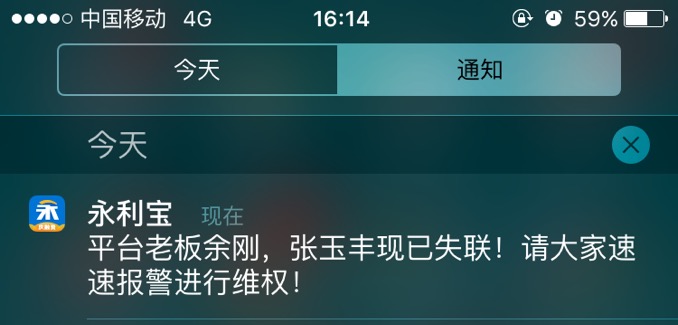 中国移动 4G 16:14 59%
今天 通知
今天
永利宝 现在
平台老板余刚，张玉丰现已失联！请大家速
速报警进行维权！